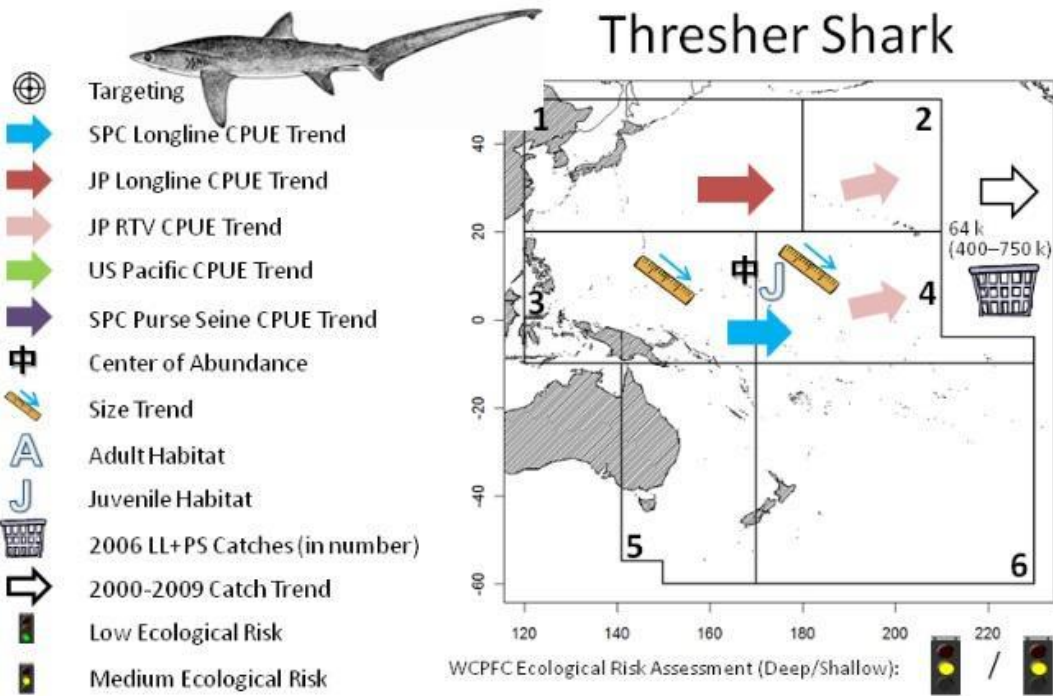 Thresher Shark
Targeting
SPC Longline CPUE Trend
JP Longline CPUE Trend
JP RTV CPUE Trend
US Pacific CPUE Trend
SPC Purse Seine CPUE Trend
中 Center of Abundance
Size Trend
A Adult Habitat
J Juvenile Habitat
2006 LL+PS Catches (in number)
2000-2009 Catch Trend
Low Ecological Risk
Medium Ecological Risk
1
2
3
4
5
6
中
J
64 k
(400–750 k)
40
20
0
-20
-40
-60
120 140 160 180 200 220
WCPFC Ecological Risk Assessment (Deep/Shallow): /